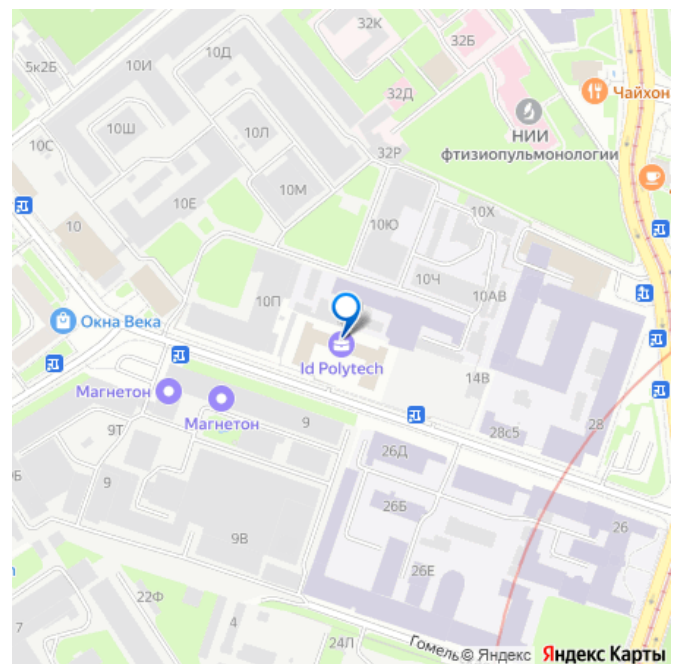 32К
32Б
10Д
5к2Б
10И
32Д
Чайхон
НИИ
фтизиопульмонологии
10Ш
10Л
10С
32Р
10М
10Е
10Х
10
10Ю
10Ч
10АВ
10П
Окна Века
Id Polytech
14В
Магнетон
Магнетон
9
9Т
28с5
28
26Д
9
26Б
26
9В
26Е
22Ф
4
7
24Л
Гомель
© Яндекс
Яндекс Карты